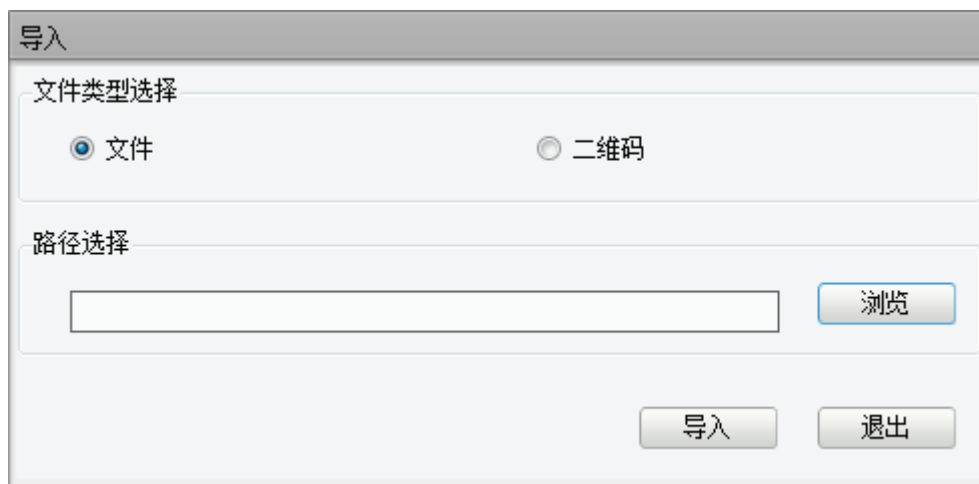 导入
文件类型选择
文件 二维码
路径选择
浏览
导入 退出